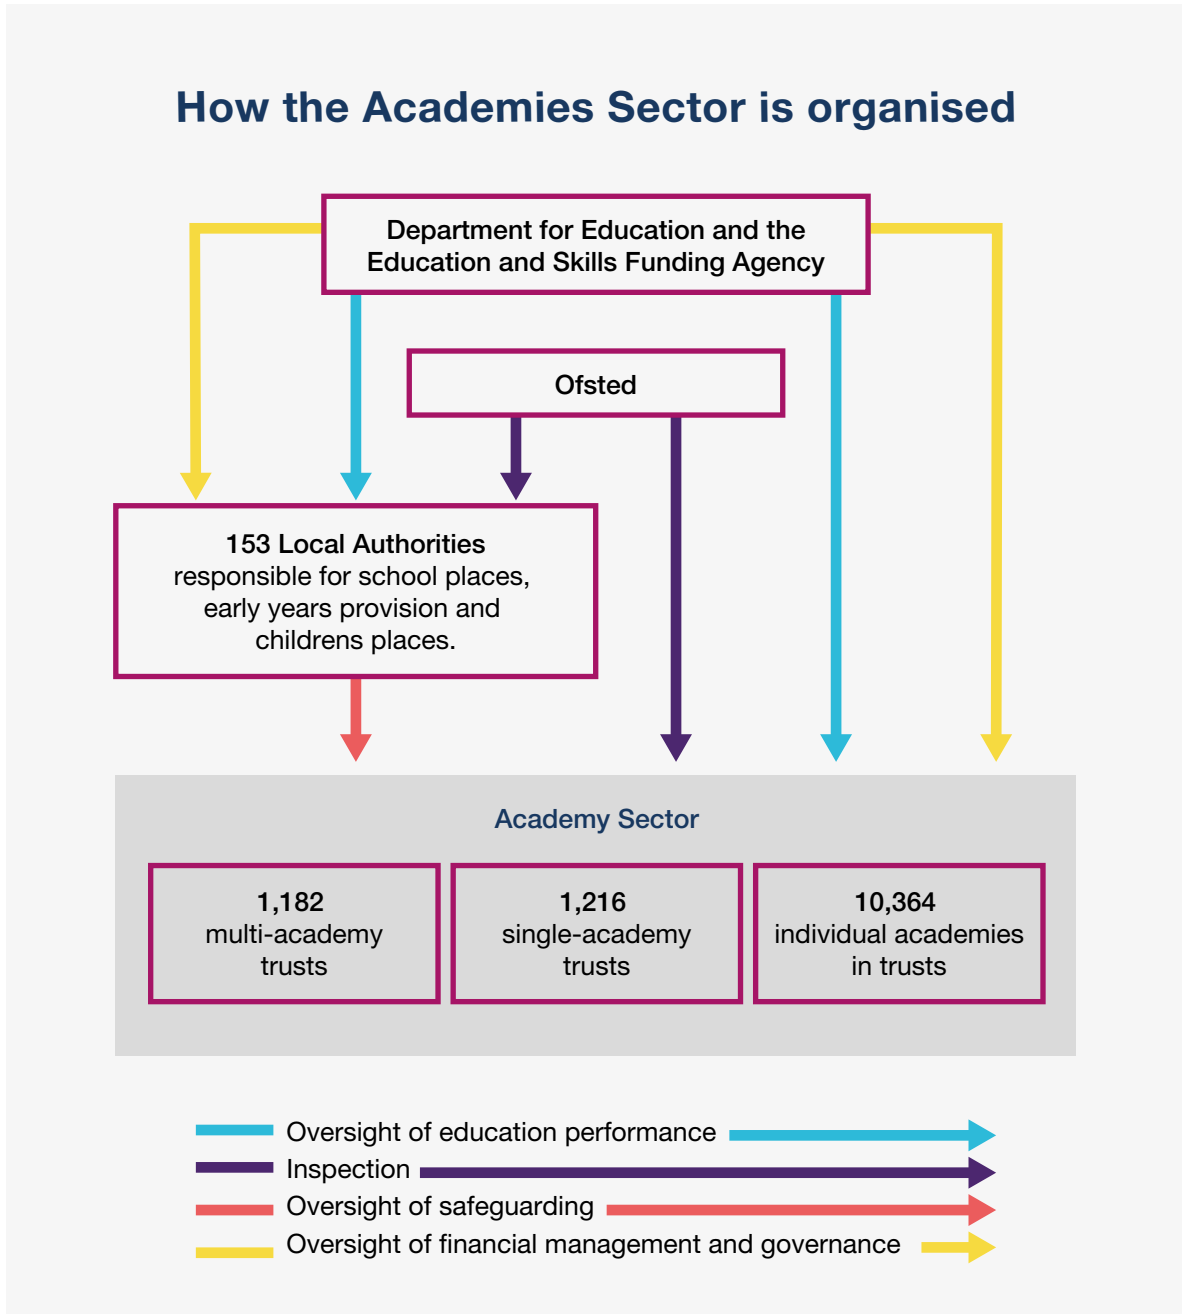 How the Academies Sector is organised
Department for Education and the
Education and Skills Funding Agency
Ofsted
153 Local Authorities
responsible for school places,
early years provision and
childrens places.
Academy Sector
1,182
multi-academy
trusts
1,216
single-academy
trusts
10,364
individual academies
in trusts
Oversight of education performance
Inspection
Oversight of safeguarding
Oversight of financial management and governance